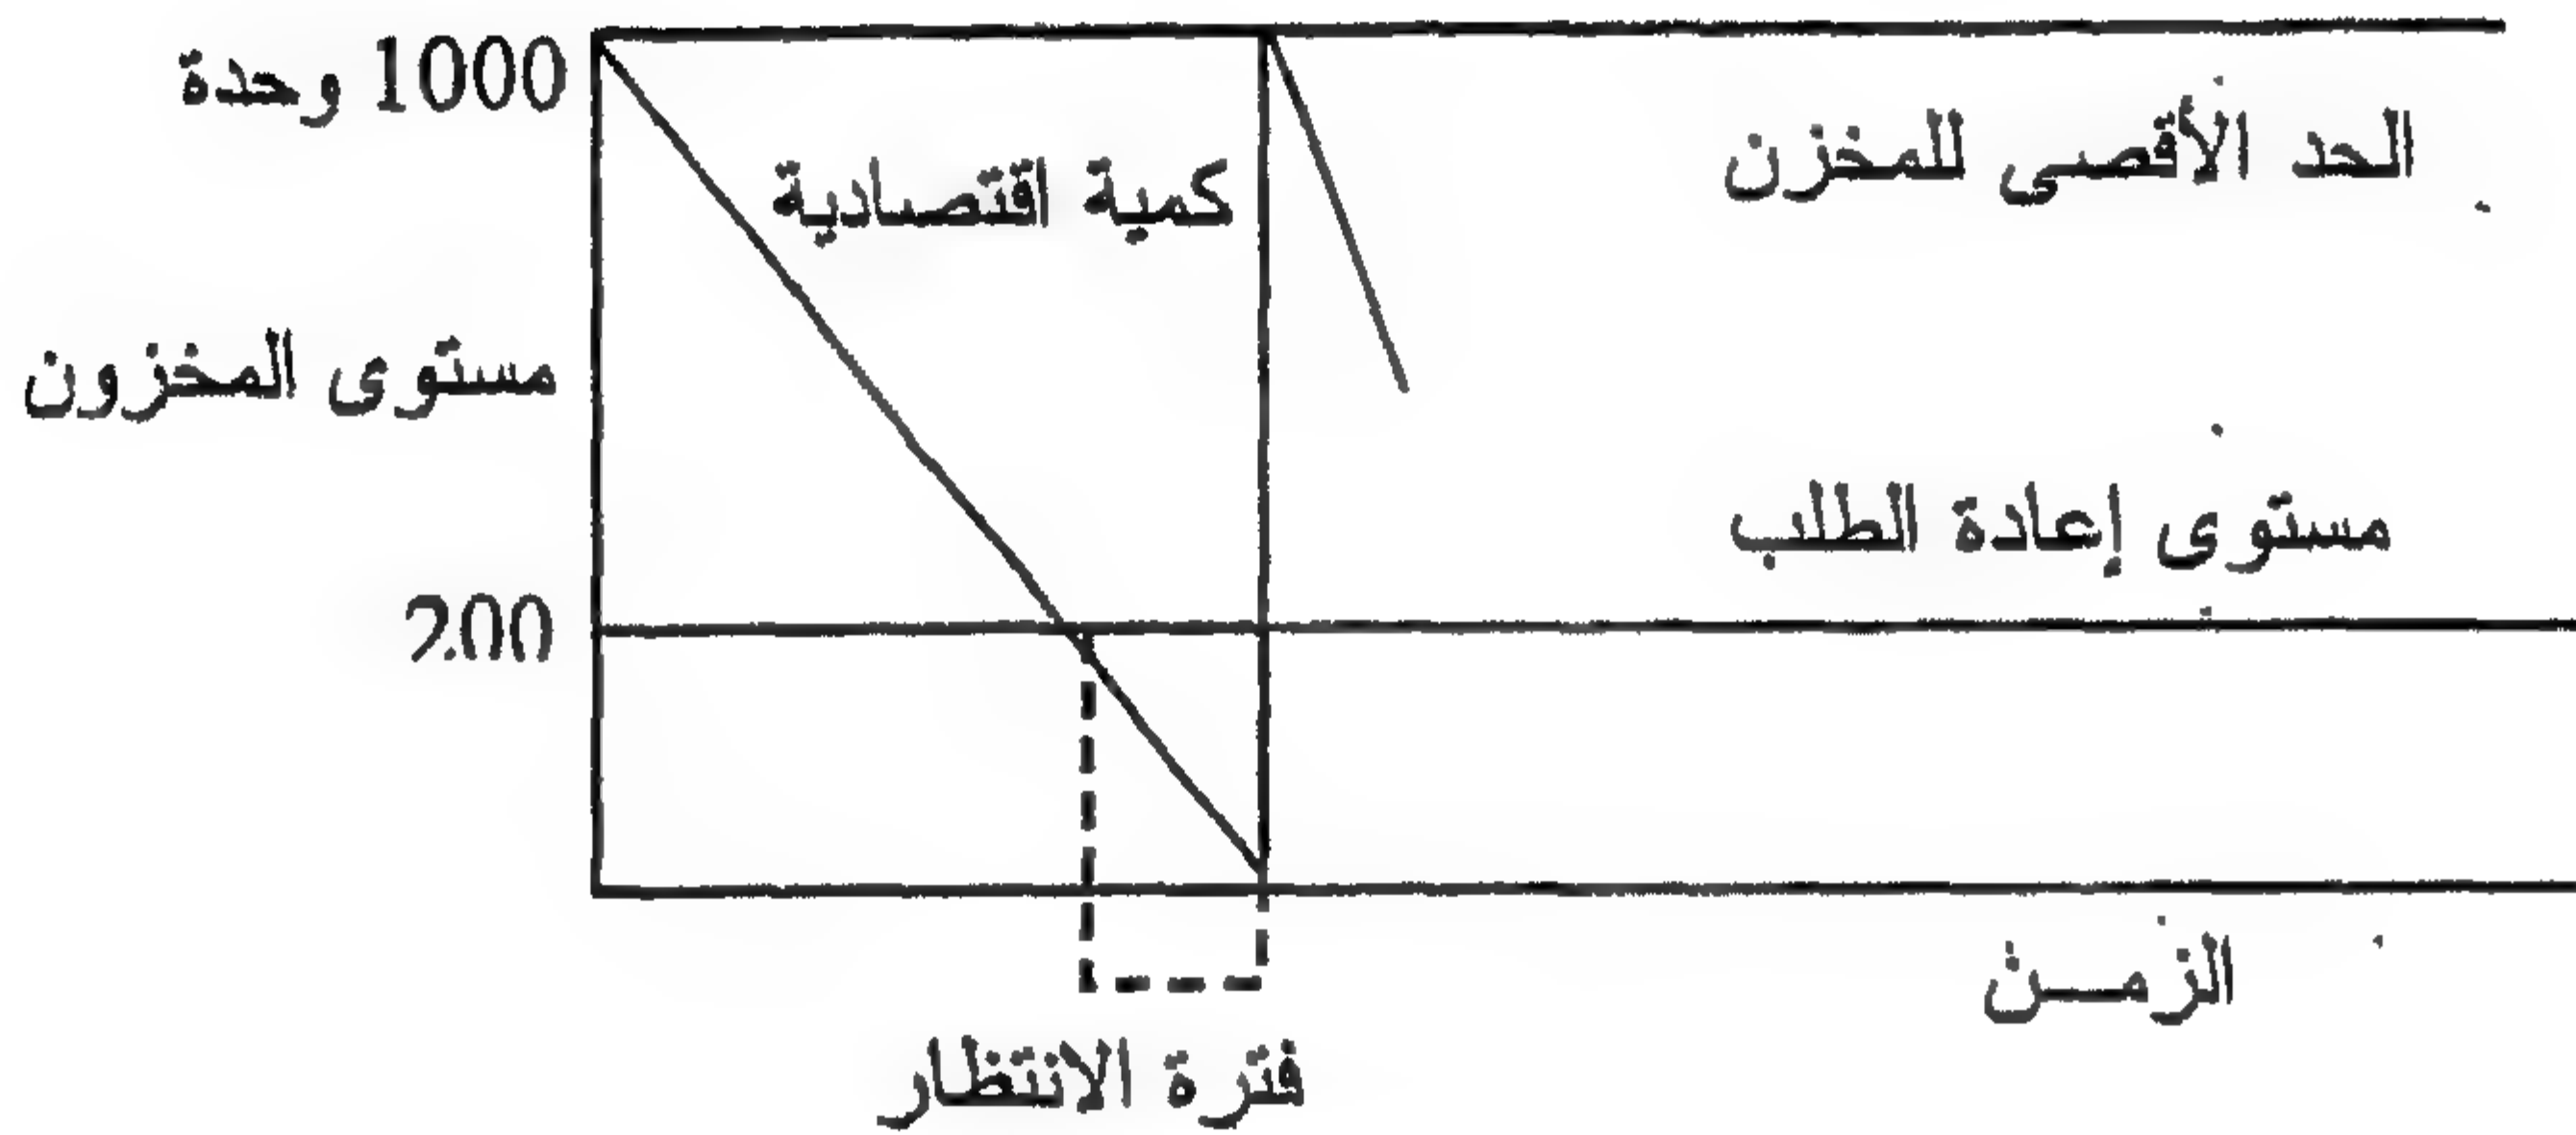 1000 وحدة
الحد الأقصى للمخزن
كمية اقتصادية
مستوى المخزون
مستوى إعادة الطلب
200
الزمن
فترة الانتظار